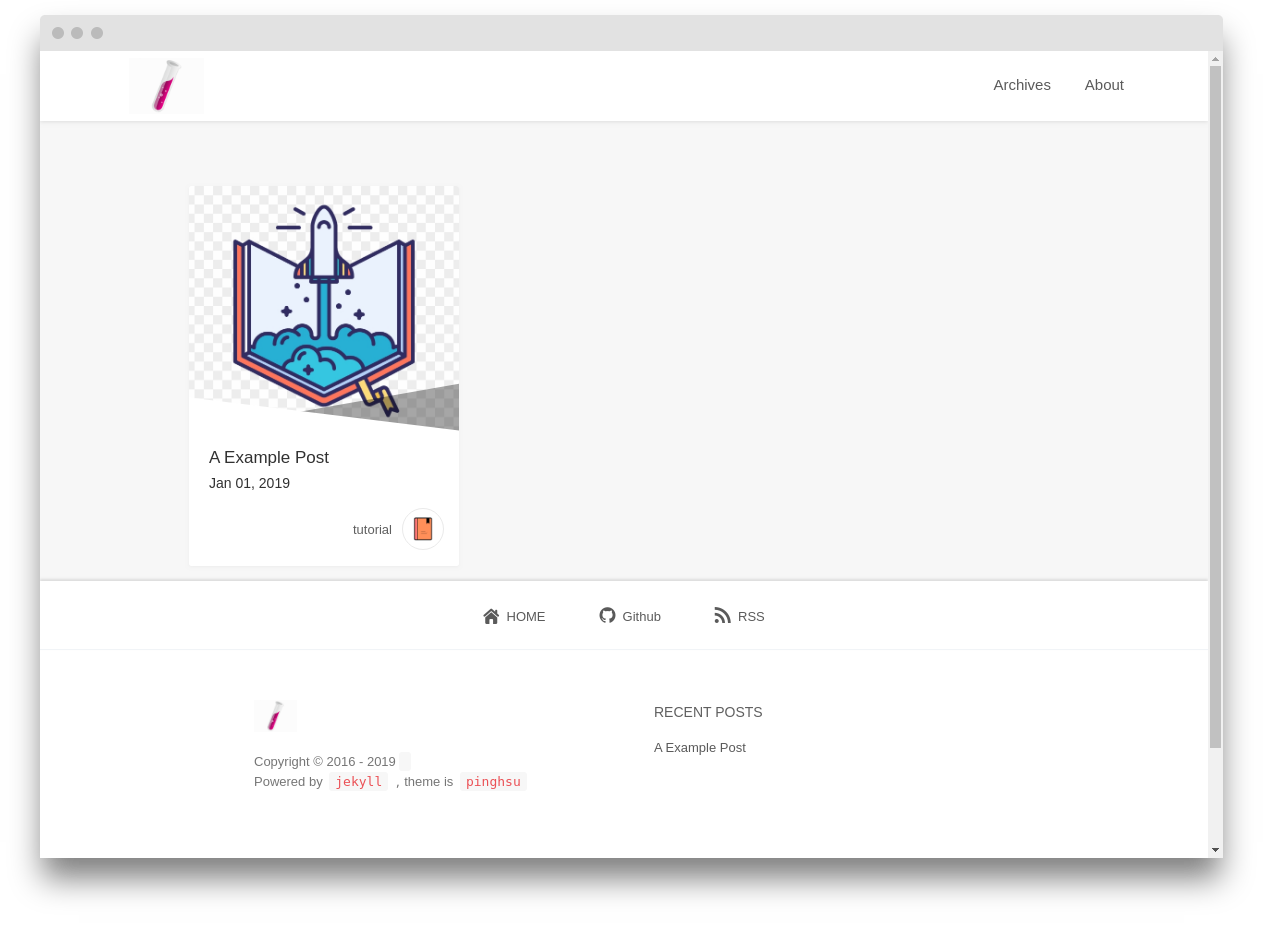 Archives About
A Example Post
Jan 01, 2019
tutorial
HOME Github RSS
RECENT POSTS
A Example Post
Copyright © 2016 - 2019
Powered by jekyll , theme is pinghsu